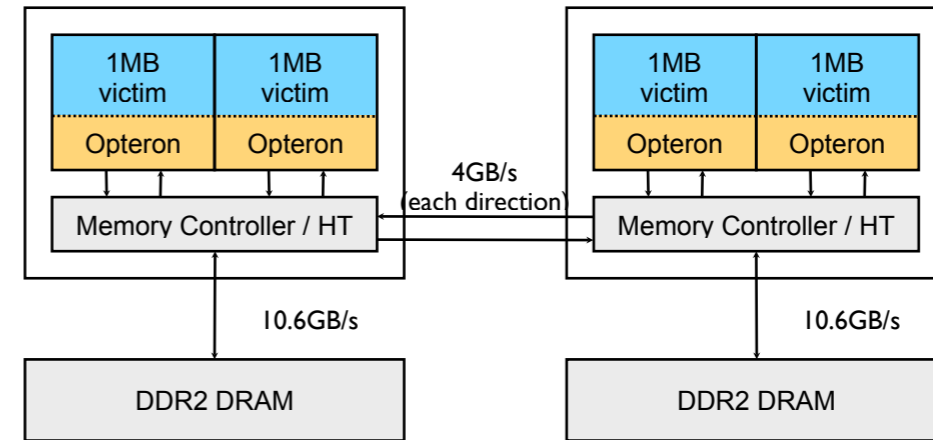 1MB
victim
1MB
victim
Opteron
Opteron
Memory Controller / HT
10.6GB/s
DDR2 DRAM
4GB/s
(each direction)
1MB
victim
1MB
victim
Opteron
Opteron
Memory Controller / HT
10.6GB/s
DDR2 DRAM